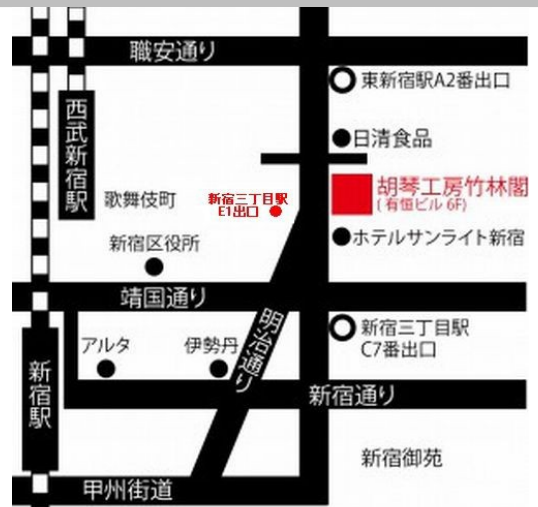 職安通り
東新宿駅A2番出口
西武新宿駅
日清食品
胡琴工房竹林閣
(有恒ビル 6F)
歌舞伎町
新宿三丁目駅
E1出口
新宿区役所
ホテルサンライト新宿
靖国通り
明治通り
新宿三丁目駅
C7番出口
アルタ
伊勢丹
新宿駅
新宿通り
新宿御苑
甲州街道